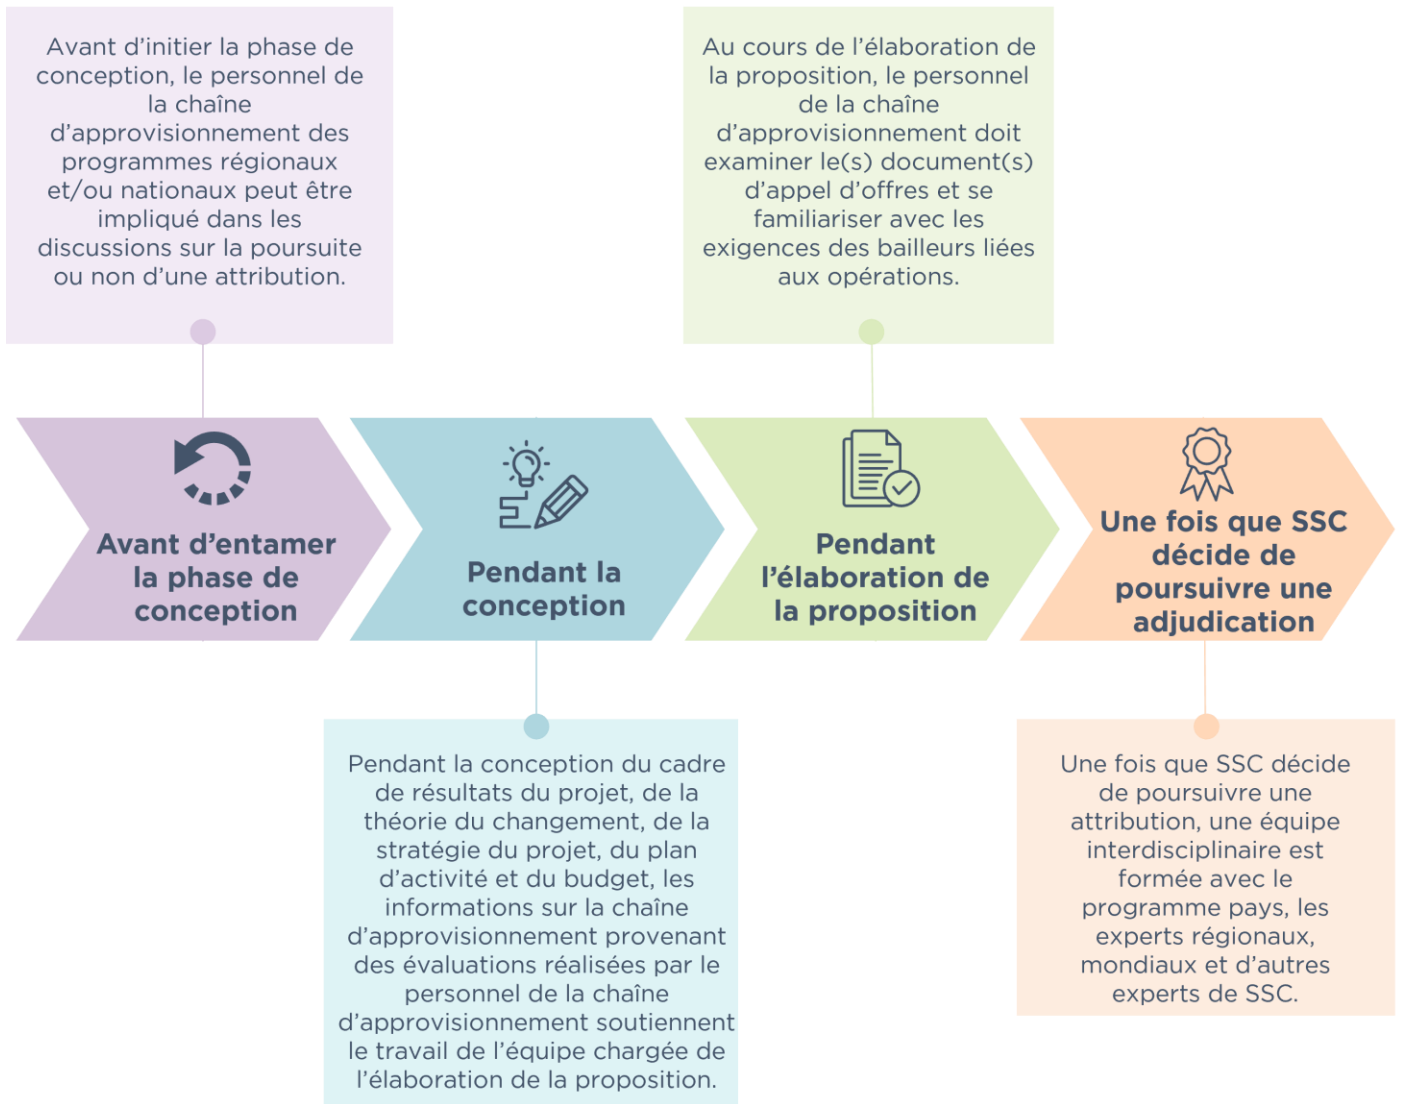 Avant d’initier la phase de
conception, le personnel de
la chaîne
d’approvisionnement des
programmes régionaux
et/ou nationaux peut être
impliqué dans les
discussions sur la poursuite
ou non d’une attribution.
Au cours de l’élaboration de
la proposition, le personnel
de la chaîne
d’approvisionnement doit
examiner le(s) document(s)
d’appel d’offres et se
familiariser avec les
exigences des bailleurs liées
aux opérations.
Avant d’entamer
la phase de
conception
Pendant la
conception
Pendant
l’élaboration de
la proposition
Une fois que SSC
décide de
poursuivre une
adjudication
Pendant la conception du cadre
de résultats du projet, de la
théorie du changement, de la
stratégie du projet, du plan
d’activité et du budget, les
informations sur la chaîne
d’approvisionnement provenant
des évaluations réalisées par le
personnel de la chaîne
d’approvisionnement soutiennent
le travail de l’équipe chargée de
l’élaboration de la proposition.
Une fois que SSC décide
de poursuivre une
attribution, une équipe
interdisciplinaire est
formée avec le
programme pays, les
experts régionaux,
mondiaux et d’autres
experts de SSC.